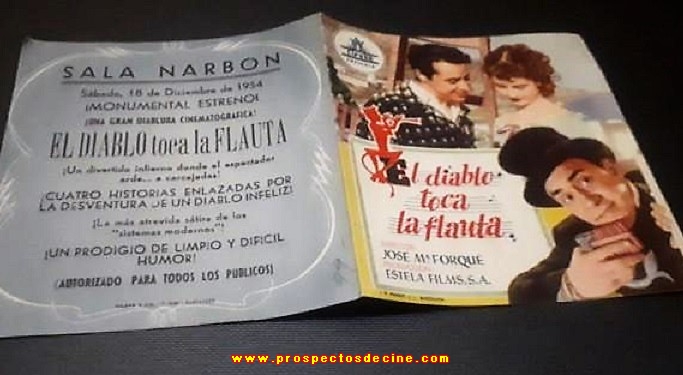 SALA NARBON
Sábado, 18 de Diciembre de 1954
¡MONUMENTAL ESTRENO!
¡UNA GRAN DIABLURA CINEMATOGRAFICA!
EL DIABLO toca la FLAUTA
¡Un divertido infierno donde el espectador
arde... a carcajadas!
¡CUATRO HISTORIAS ENLAZADAS POR
LA DESVENTURA DE UN DIABLO INFELIZ!
¡La más atrevida sátira de los
"sistemas modernos"!
¡UN PRODIGIO DE LIMPIO Y DIFICIL
HUMOR!
(AUTORIZADO PARA TODOS LOS PUBLICOS)
El diablo
toca
la flauta
JOSE Mª FORQUE
ESTELA FILMS, S.A.
www.prospectosdecine.com